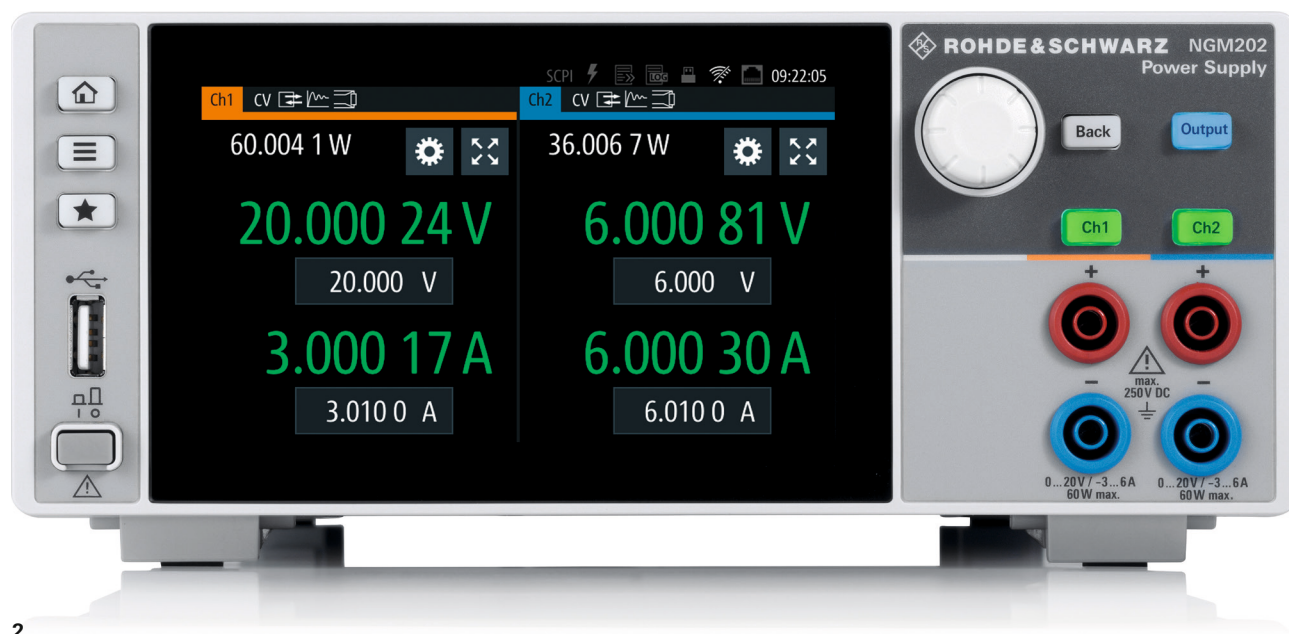 ROHDE&SCHWARZ NGM202
Power Supply
SCPI LOG 09:22:05
Ch1 CV
Ch2 CV
60.004 1 W
36.006 7 W
20.000 24 V
6.000 81 V
20.000 V
6.000 V
3.000 17 A
6.000 30 A
3.010 0 A
6.010 0 A
Back
Output
Ch1
Ch2
+
+
max.
250V DC
-
-
0...20V / -3...6A
60W max.
0...20V / -3...6A
60W max.